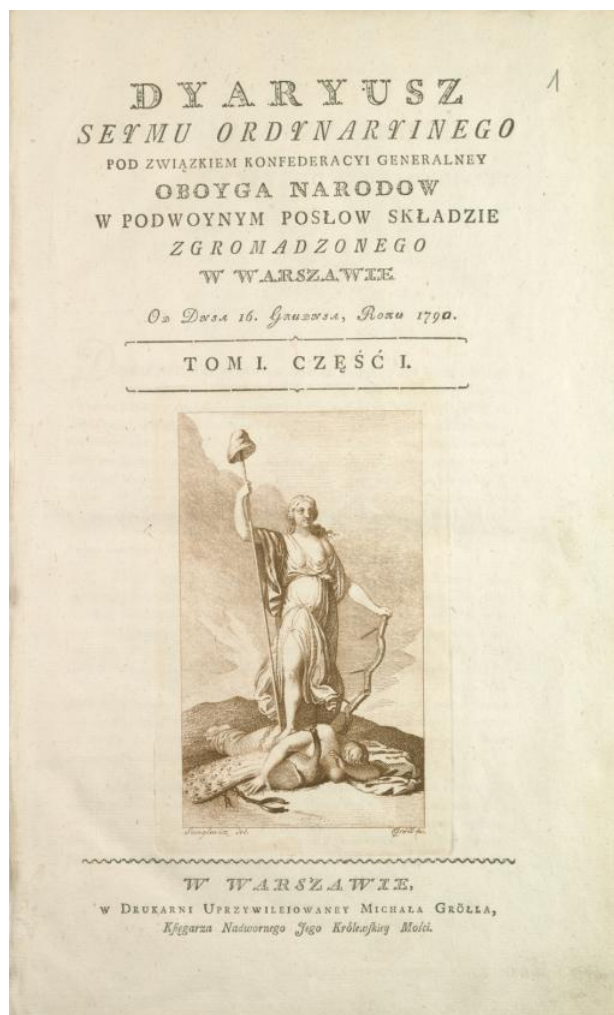 1
DYARYUSZ
SEYMU ORDYNARYINEGO
POD ZWIĄZKIEM KONFEDERACYI GENERALNEY
OBOYGA NARODOW
W PODWOYNYM POSŁOW SKŁADZIE
ZGROMADZONEGO
W WARSZAWIE
OD DNIA 16. GRUDNIA, ROKU 1790.
TOM I. CZĘŚĆ I.
W WARSZAWIE,
W DRUKARNI UPRZYWILEIOWANEY MICHAŁA GRÖLLA,
Księgarza Nadwornego Jego Królewskiey Mości.